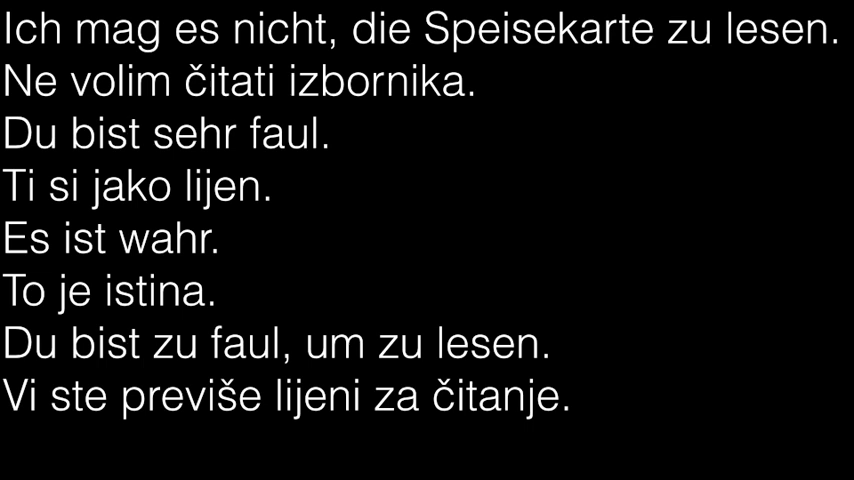 Ich mag es nicht, die Speisekarte zu lesen.
Ne volim čitati izbornika.
Du bist sehr faul.
Ti si jako lijen.
Es ist wahr.
To je istina.
Du bist zu faul, um zu lesen.
Vi ste previše lijeni za čitanje.